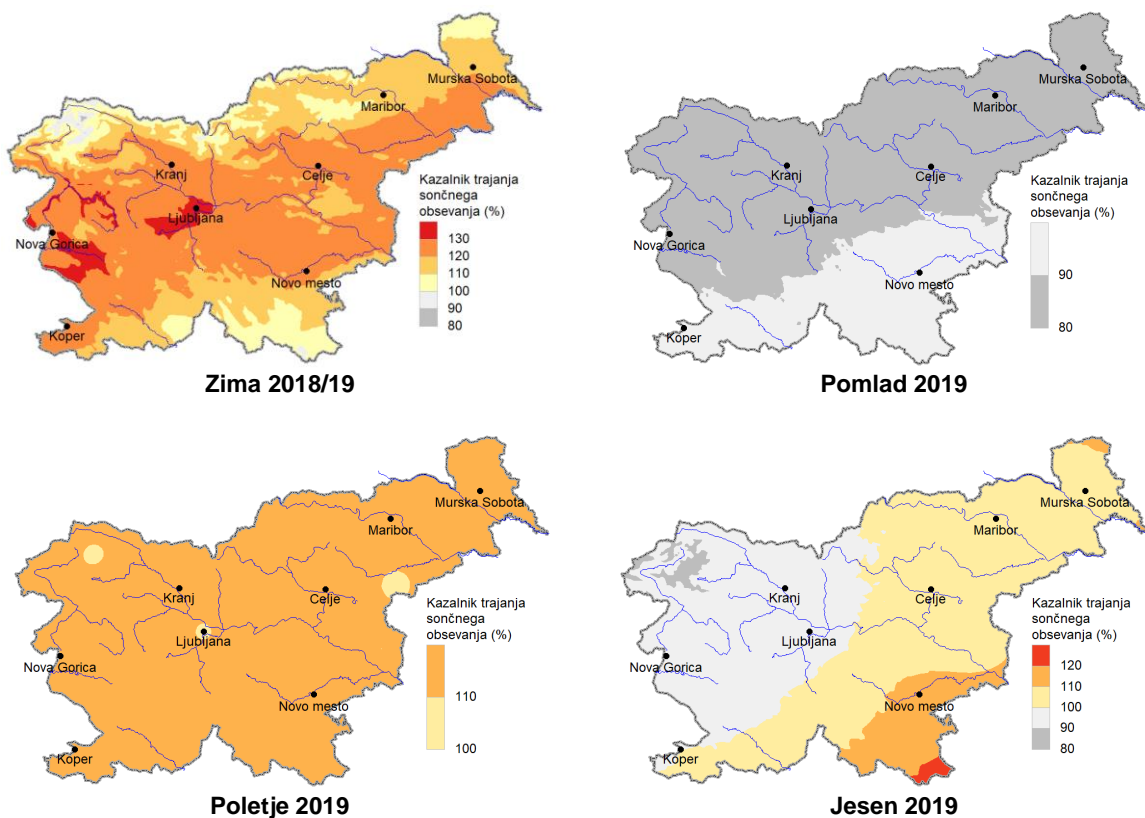 Murska Sobota
Maribor
Kranj
Celje
Ljubljana
Nova Gorica
Novo mesto
Koper
Kazalnik trajanja
sončnega
obsevanja (%)
130
120
110
100
90
80
Zima 2018/19
Murska Sobota
Maribor
Kranj
Celje
Ljubljana
Nova Gorica
Novo mesto
Koper
Kazalnik trajanja
sončnega
obsevanja (%)
90
80
Pomlad 2019
Murska Sobota
Maribor
Kranj
Celje
Ljubljana
Nova Gorica
Novo mesto
Koper
Kazalnik trajanja
sončnega
obsevanja (%)
110
100
Poletje 2019
Murska Sobota
Maribor
Kranj
Celje
Ljubljana
Nova Gorica
Novo mesto
Koper
Kazalnik trajanja
sončnega
obsevanja (%)
120
110
100
90
80
Jesen 2019